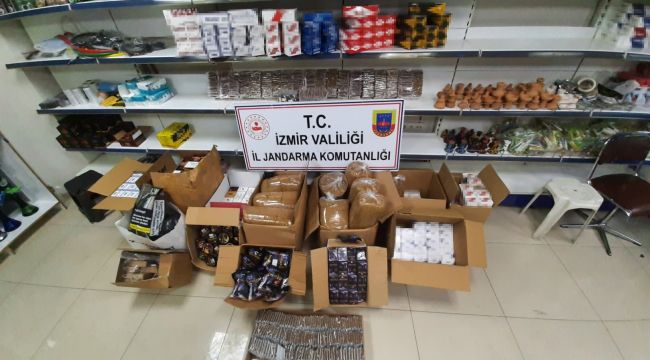 T.C.
İZMİR VALİLİĞİ
İL JANDARMA KOMUTANLIĞI